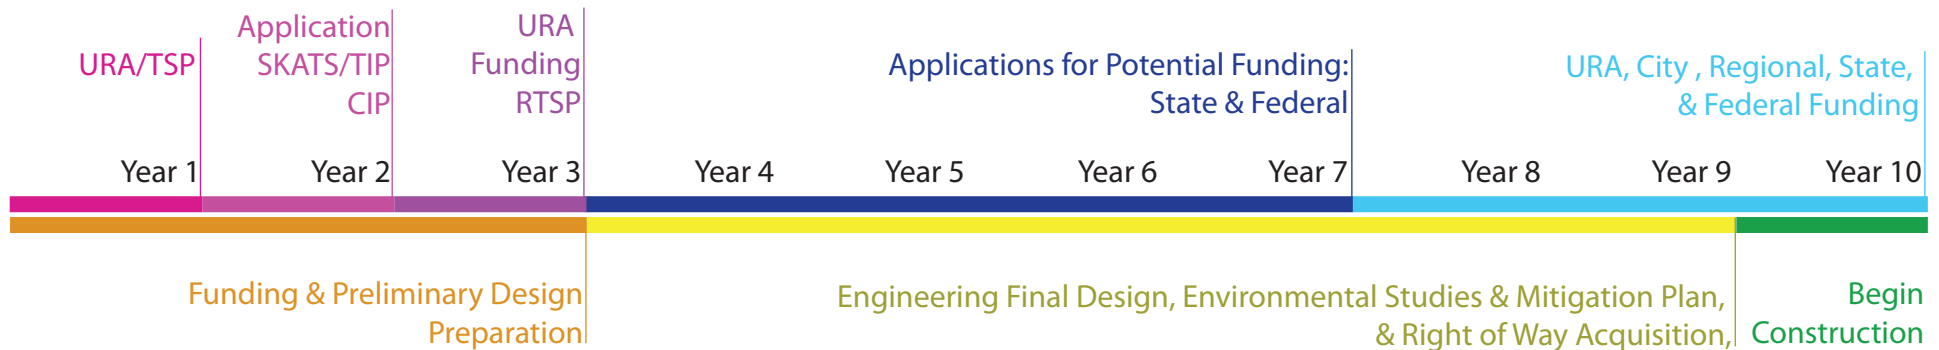 URA/TSP
Application
SKATS/TIP
CIP
URA
Funding
RTSP
Applications for Potential Funding:
State & Federal
URA, City , Regional, State,
& Federal Funding
Year 1
Year 2
Year 3
Year 4
Year 5
Year 6
Year 7
Year 8
Year 9
Year 10
Funding & Preliminary Design
Preparation
Engineering Final Design, Environmental Studies & Mitigation Plan,
& Right of Way Acquisition,
Begin
Construction